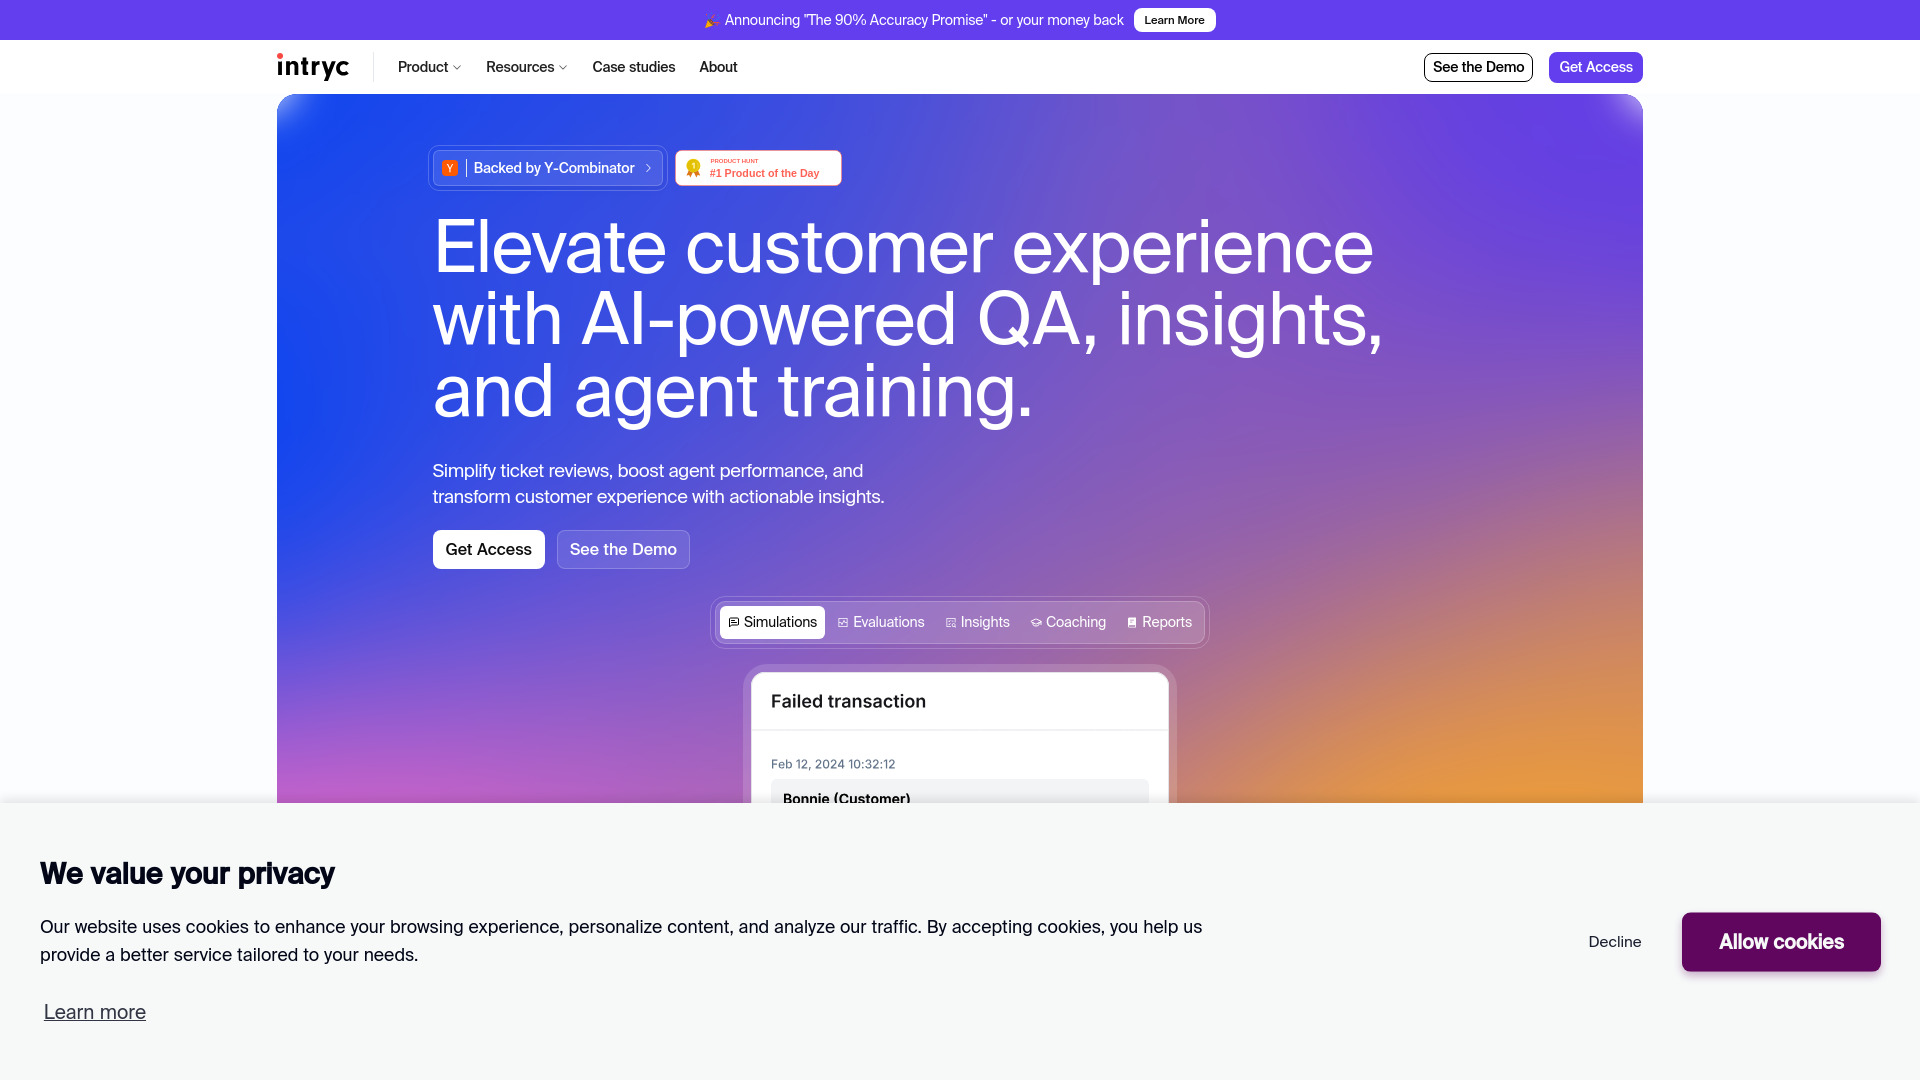 🎉 Announcing "The 90% Accuracy Promise" - or your money back Learn More
intryc Product Resources Case studies About See the Demo Get Access
Y Backed by Y-Combinator
1 PRODUCT HUNT
#1 Product of the Day
Elevate customer experience
with AI-powered QA, insights,
and agent training.
Simplify ticket reviews, boost agent performance, and
transform customer experience with actionable insights.
Get Access See the Demo
Simulations Evaluations Insights Coaching Reports
Failed transaction
Feb 12, 2024 10:32:12
Bonnie (Customer)
We value your privacy
Our website uses cookies to enhance your browsing experience, personalize content, and analyze our traffic. By accepting cookies, you help us
provide a better service tailored to your needs.
Decline Allow cookies
Learn more